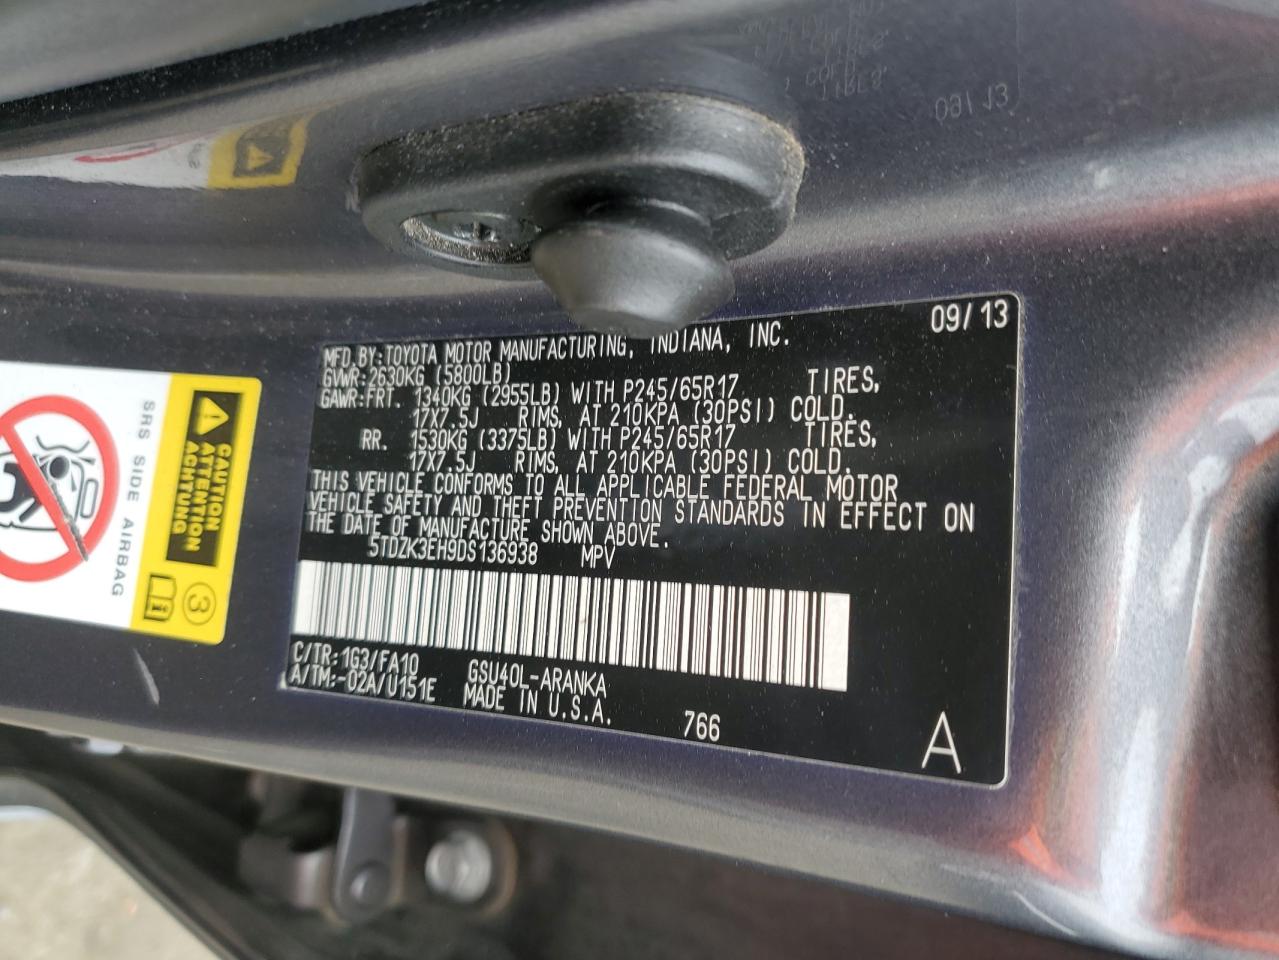 09/13
MFD.BY:TOYOTA MOTOR MANUFACTURING, INDIANA, INC.
GVWR:2630KG (5800LB)
GAWR:FRT. 1340KG (2955LB) WITH P245/65R17 TIRES,
17X7.5J RIMS, AT 210KPA (30PSI) COLD.
RR. 1530KG (3375LB) WITH P245/65R17 TIRES,
17X7.5J RIMS, AT 210KPA (30PSI) COLD.
THIS VEHICLE CONFORMS TO ALL APPLICABLE FEDERAL MOTOR
VEHICLE SAFETY AND THEFT PREVENTION STANDARDS IN EFFECT ON
THE DATE OF MANUFACTURE SHOWN ABOVE.
5TDZK3EH9DS136938 MPV
C/TR:1G3/FA10 GSU40L-ARANKA
A/TM:-02A/U151E MADE IN U.S.A.
766
A
SRS SIDE AIRBAG
CAUTION
ATTENTION
ACHTUNG
3